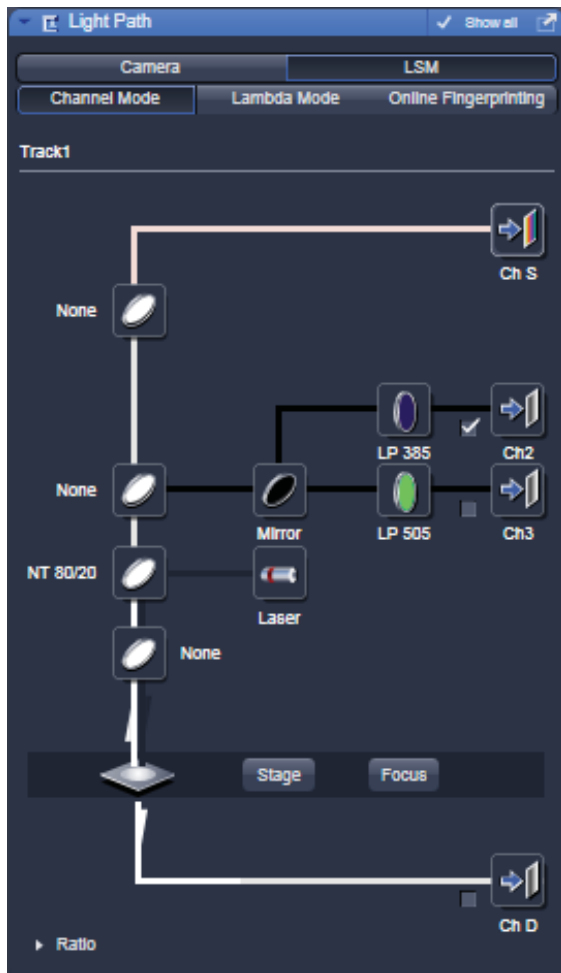 Light Path
Show all
Camera
LSM
Channel Mode
Lambda Mode
Online Fingerprinting
Track1
Ch S
None
LP 385
Ch2
None
Mirror
LP 505
Ch3
NT 80/20
Laser
None
Stage
Focus
Ch D
Ratio